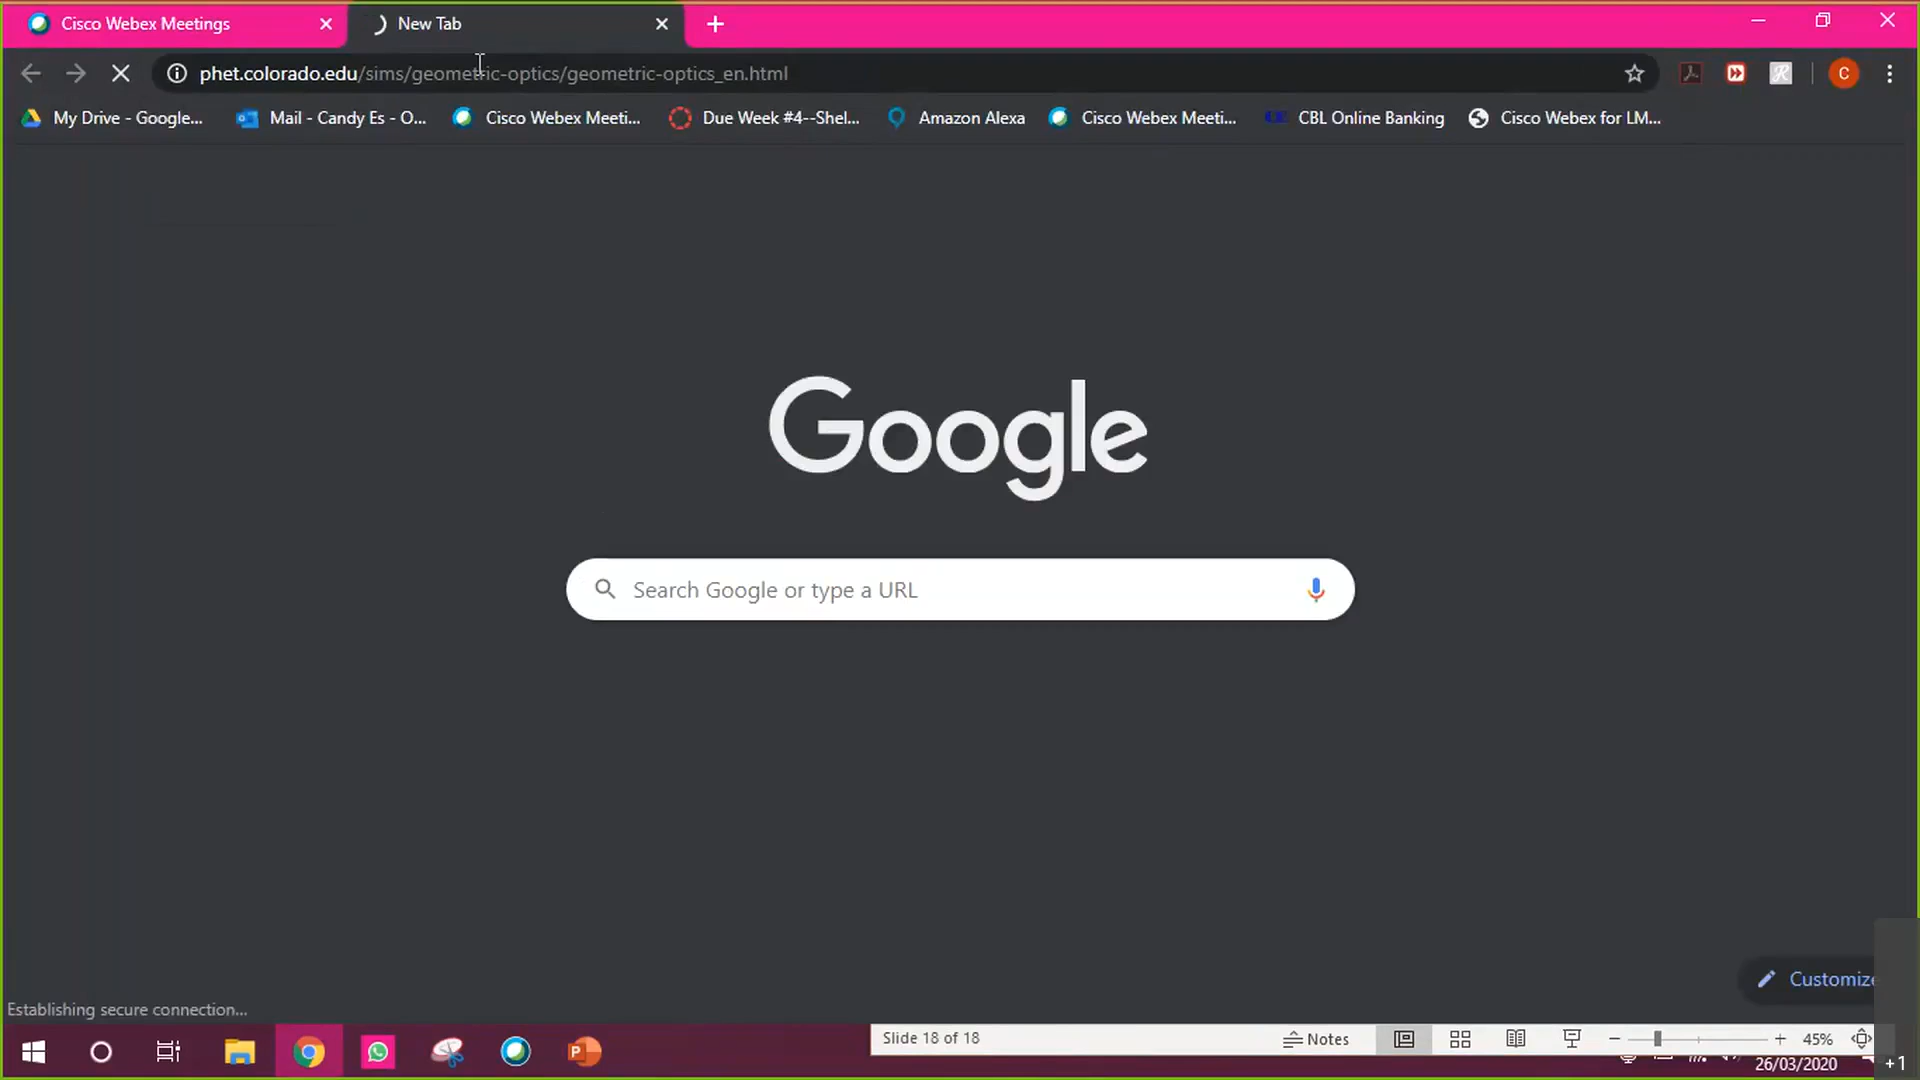 Cisco Webex Meetings
New Tab
phet.colorado.edu/sims/geometric-optics/geometric-optics_en.html
C
My Drive - Google...
Mail - Candy Es - O...
Cisco Webex Meeti...
Due Week #4--Shel...
Amazon Alexa
Cisco Webex Meeti...
CBL Online Banking
Cisco Webex for LM...
Google
Search Google or type a URL
Customize
Establishing secure connection...
Slide 18 of 18
Notes
45%
26/03/2020
+1